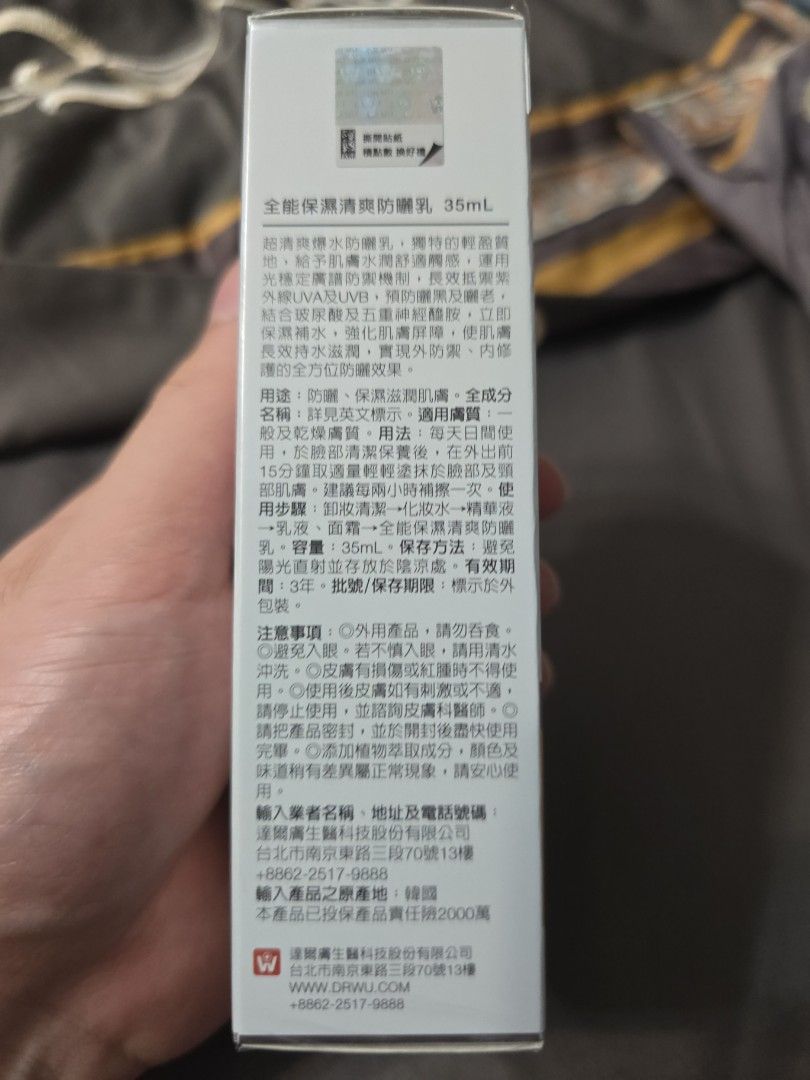 撕開貼紙
積點數 換好禮
全能保濕清爽防曬乳 35mL
超清爽爆水防曬乳，獨特的輕盈質
地，給予肌膚水潤舒適觸感，運用
光穩定廣譜防禦機制，長效抵禦紫
外線UVA及UVB，預防曬黑及曬老，
結合玻尿酸及五重神經醯胺，立即
保濕補水，強化肌膚屏障，使肌膚
長效持水滋潤，實現外防禦、內修
護的全方位防曬效果。
用途：防曬、保濕滋潤肌膚。全成分
名稱：詳見英文標示。適用膚質：一
般及乾燥膚質。用法：每天日間使
用，於臉部清潔保養後，在外出前
15分鐘取適量輕輕塗抹於臉部及頸
部肌膚。建議每兩小時補擦一次。使
用步驟：卸妝清潔→化妝水→精華液
→乳液、面霜→全能保濕清爽防曬
乳。容量：35mL。保存方法：避免
陽光直射並存放於陰涼處。有效期
間：3年。批號/保存期限：標示於外
包裝。
注意事項：◎外用產品，請勿吞食。
◎避免入眼。若不慎入眼，請用清水
沖洗。◎皮膚有損傷或紅腫時不得使
用。◎使用後皮膚如有刺激或不適，
請停止使用，並諮詢皮膚科醫師。◎
請把產品密封，並於開封後盡快使用
完畢。◎添加植物萃取成分，顏色及
味道稍有差異屬正常現象，請安心使
用。
輸入業者名稱、地址及電話號碼：
達爾膚生醫科技股份有限公司
台北市南京東路三段70號13樓
+8862-2517-9888
輸入產品之原產地：韓國
本產品已投保產品責任險2000萬
達爾膚生醫科技股份有限公司
台北市南京東路三段70號13樓
WWW.DRWU.COM
+8862-2517-9888